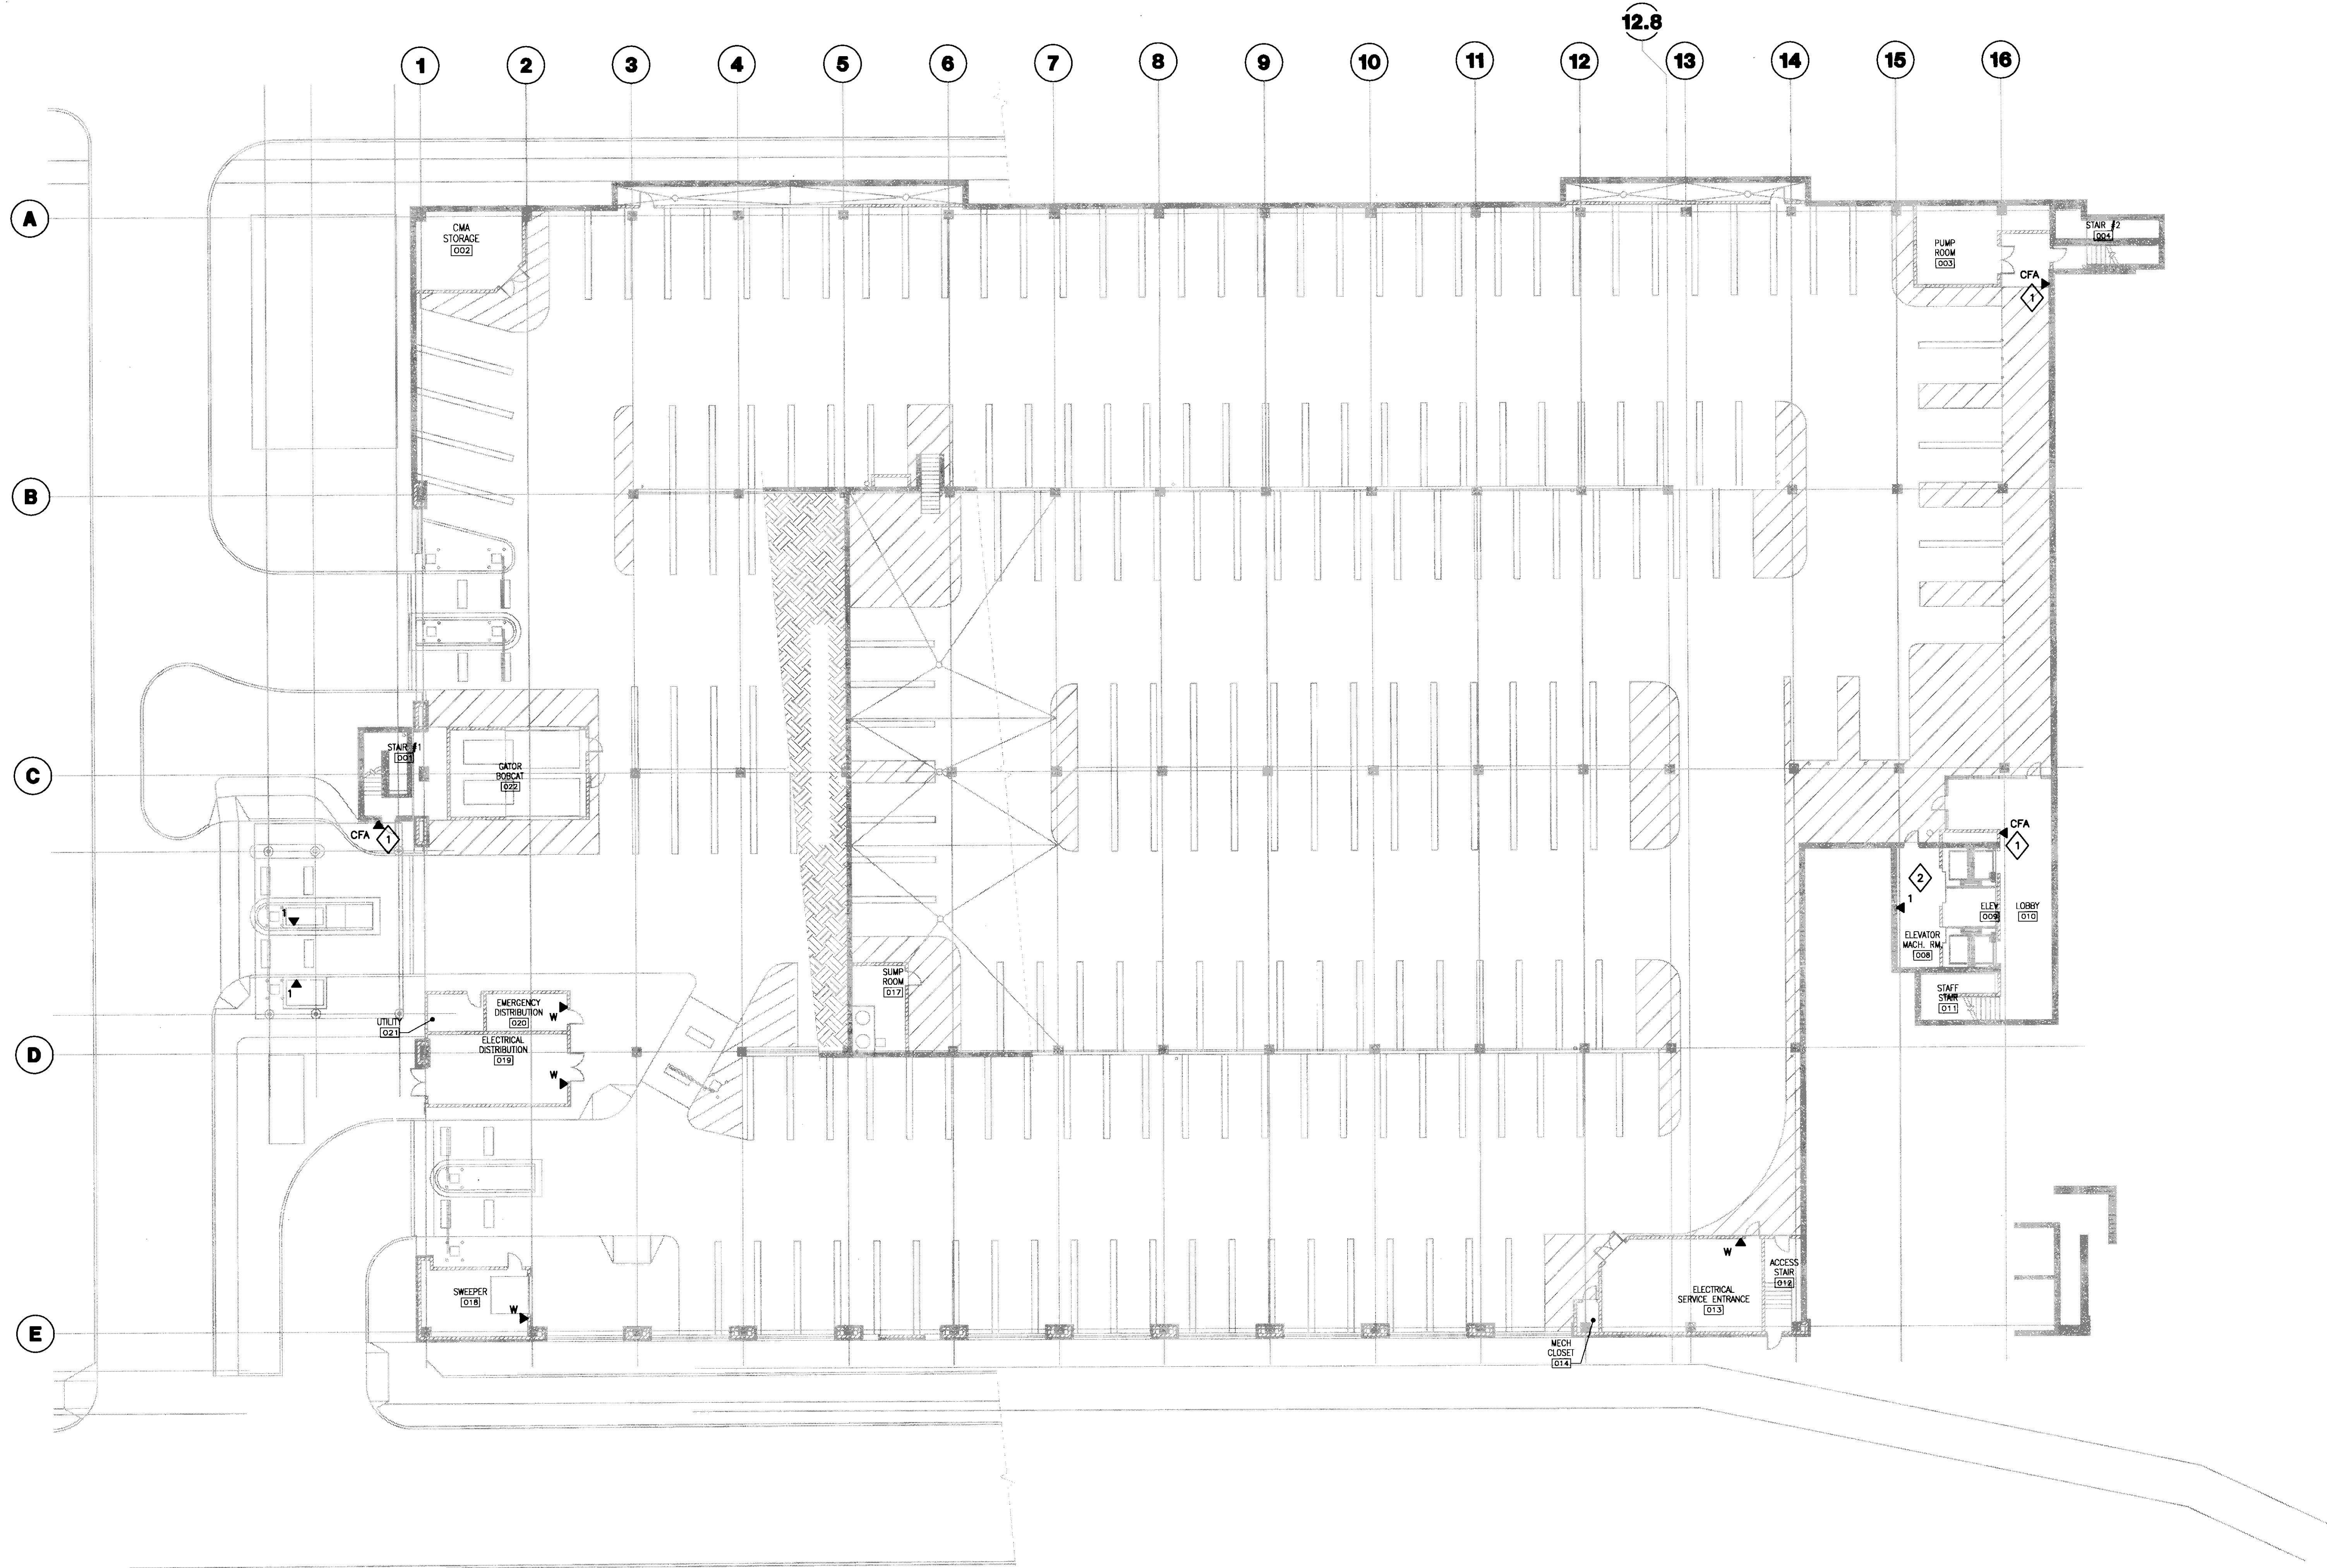 12.8
1 2 3 4 5 6 7 8 9 10 11 12 13 14 15 16
A
CMA
STORAGE
002
STAIR #2
004
PUMP
ROOM
003
CFA
1
B
STAIR #1
001
GATOR
BOBCAT
022
C
CFA
1
CFA
1
2
1
1
ELEV.
009
LOBBY
010
ELEVATOR
MACH. RM.
008
SUMP
ROOM
017
1
STAFF
STAIR
011
EMERGENCY
DISTRIBUTION
020
W
UTILITY
021
ELECTRICAL
DISTRIBUTION
019
D
W
W
ACCESS
STAIR
012
SWEEPER
018
W
ELECTRICAL
SERVICE ENTRANCE
013
E
MECH
CLOSET
014